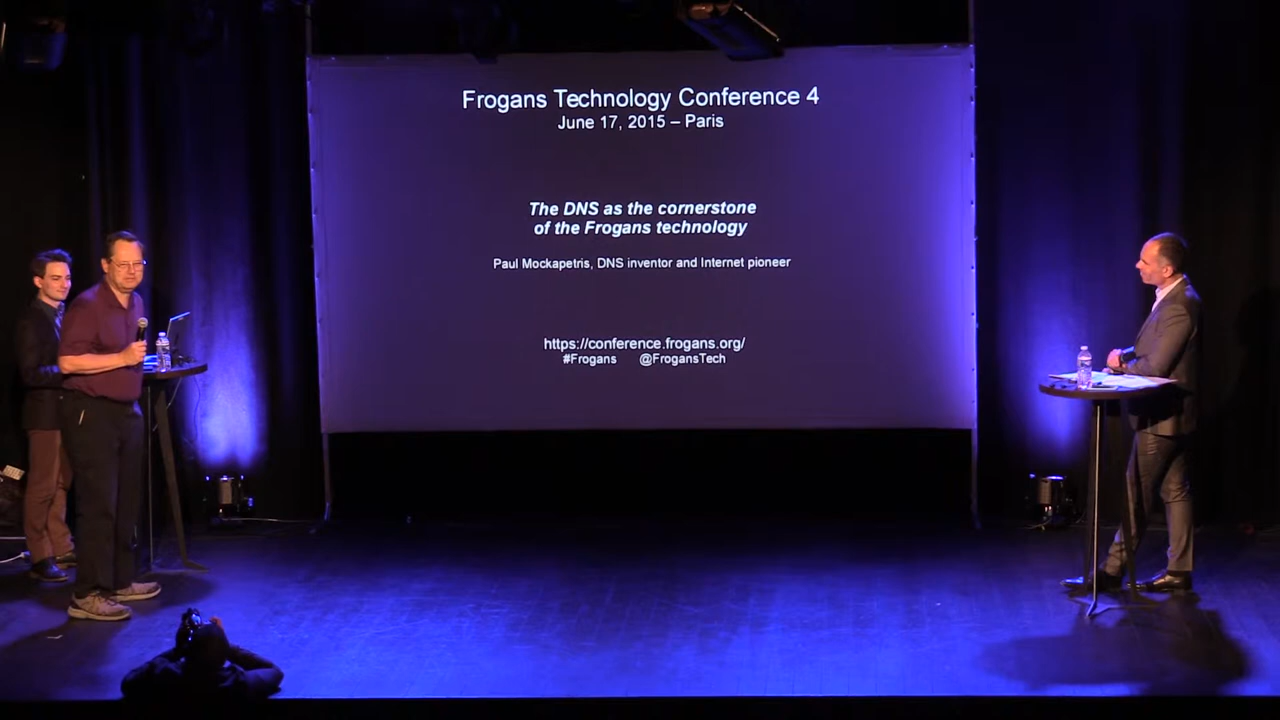 Frogans Technology Conference 4
June 17, 2015 – Paris
The DNS as the cornerstone
of the Frogans technology
Paul Mockapetris, DNS inventor and Internet pioneer
https://conference.frogans.org/
#Frogans @FrogansTech